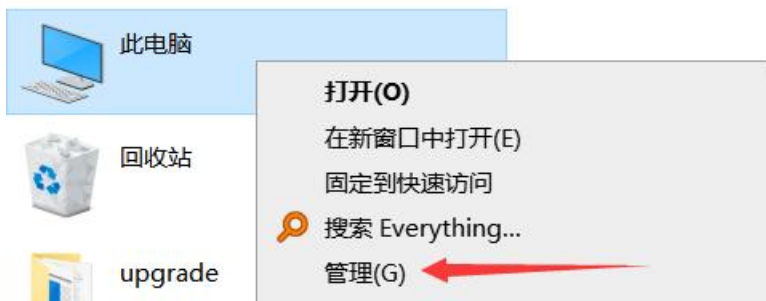 此电脑
打开(O)
在新窗口中打开(E)
回收站
固定到快速访问
搜索 Everything...
upgrade
管理(G)